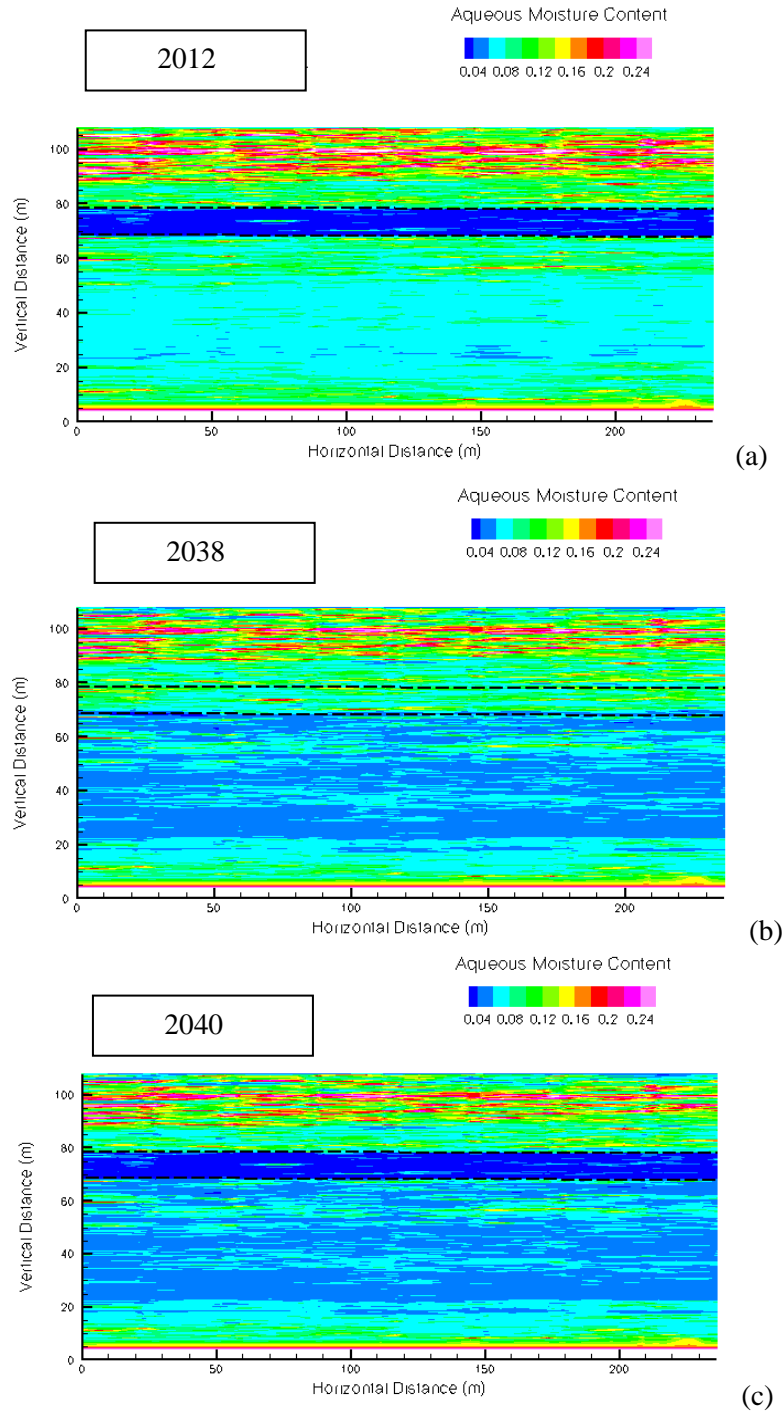 Aqueous Moisture Content
2012
0.04 0.08 0.12 0.16 0.2 0.24
100
80
60
40
20
0
Vertical Distance (m)
0 50 100 150 200
Horizontal Distance (m)
(a)
Aqueous Moisture Content
2038
0.04 0.08 0.12 0.16 0.2 0.24
100
80
60
40
20
0
Vertical Distance (m)
0 50 100 150 200
Horizontal Distance (m)
(b)
Aqueous Moisture Content
2040
0.04 0.08 0.12 0.16 0.2 0.24
100
80
60
40
20
0
Vertical Distance (m)
0 50 100 150 200
Horizontal Distance (m)
(c)